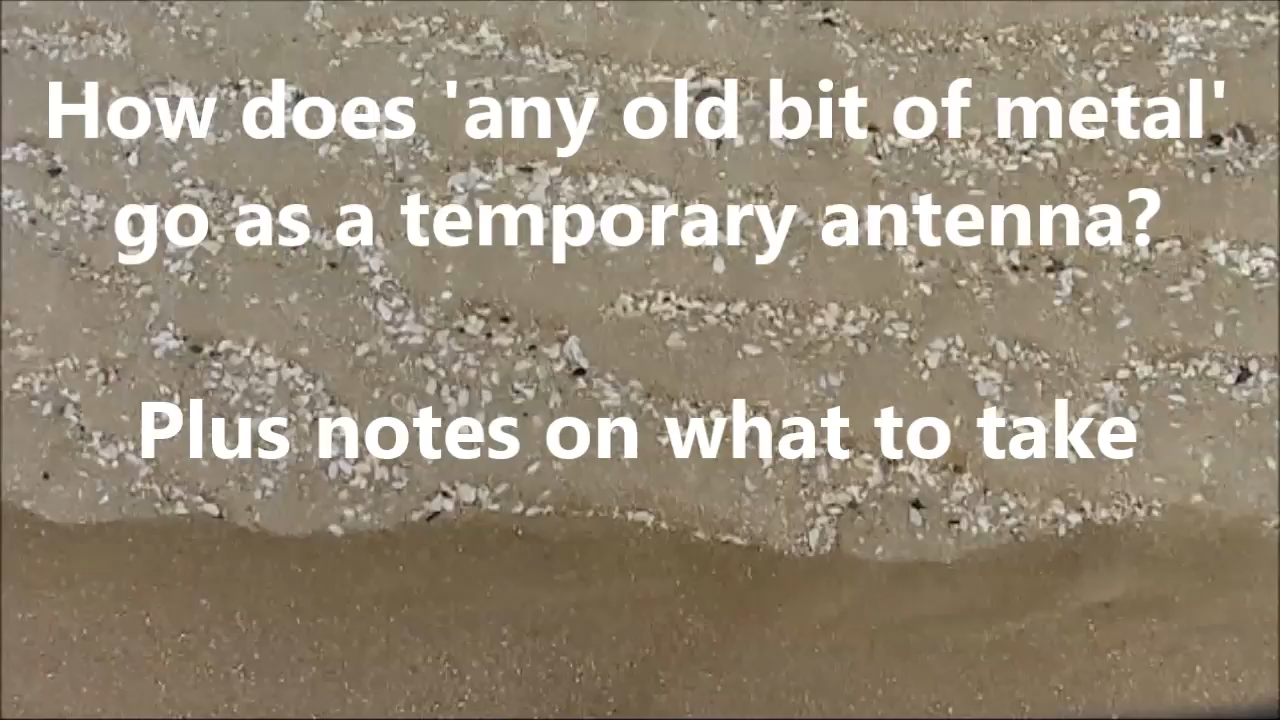 How does 'any old bit of metal'
go as a temporary antenna?
Plus notes on what to take